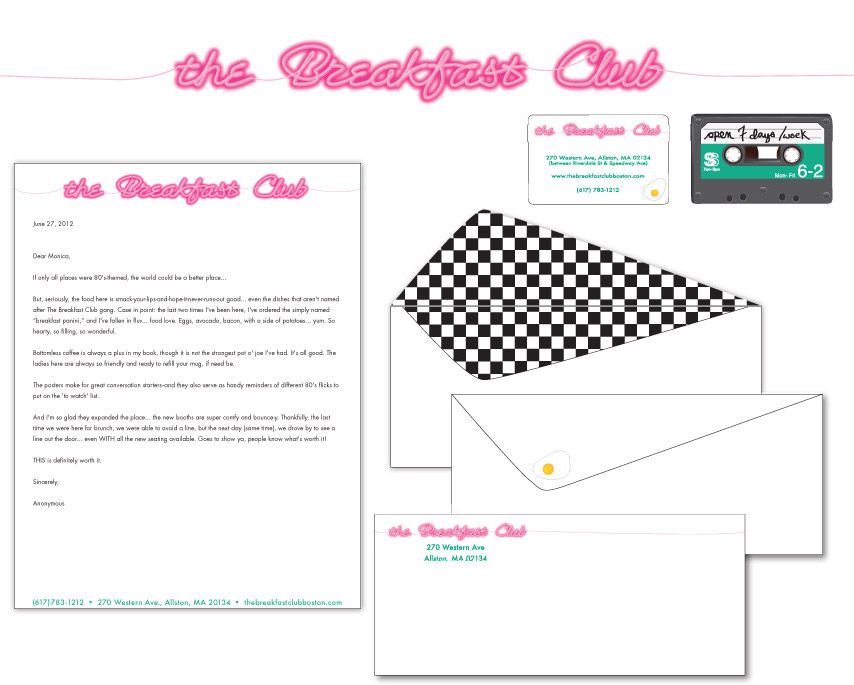 the Breakfast Club
the Breakfast Club
270 Western Ave, Allston, MA 02134
(between Riverdale St & Speedway Ave)
www.thebreakfastclubboston.com
(617) 783-1212
open 7 days /week
Mon- Fri 6-2
the Breakfast Club
June 27, 2012
Dear Monica,
If only all places were 80's-themed, the world could be a better place...
But, seriously, the food here is smack-your-lips-and-hope-it-never-runs-out good... even the dishes that aren't named
after The Breakfast Club gang. Case in point: the last two times I've been here, I've ordered the simply named
"breakfast panini," and I've fallen in fluv... food love. Eggs, avocado, bacon, with a side of potatoes... yum. So
hearty, so filling, so wonderful.
Bottomless coffee is always a plus in my book, though it is not the strongest pot o' joe I've had. It's all good. The
ladies here are always so friendly and ready to refill your mug, if need be.
The posters make for great conversation starters-and they also serve as handy reminders of different 80's flicks to
put on the 'to watch' list.
And I'm so glad they expanded the place... the new booths are super comfy and bounce-y. Thankfully, the last
time we were here for brunch, we were able to avoid a line, but the next day (same time), we drove by to see a
line out the door... even WITH all the new seating available. Goes to show ya, people know what's worth it!
THIS is definitely worth it.
Sincerely,
Anonymous
(617)783-1212 • 270 Western Ave., Allston, MA 20134 • thebreakfastclubboston.com
the Breakfast Club
270 Western Ave
Allston, MA 02134